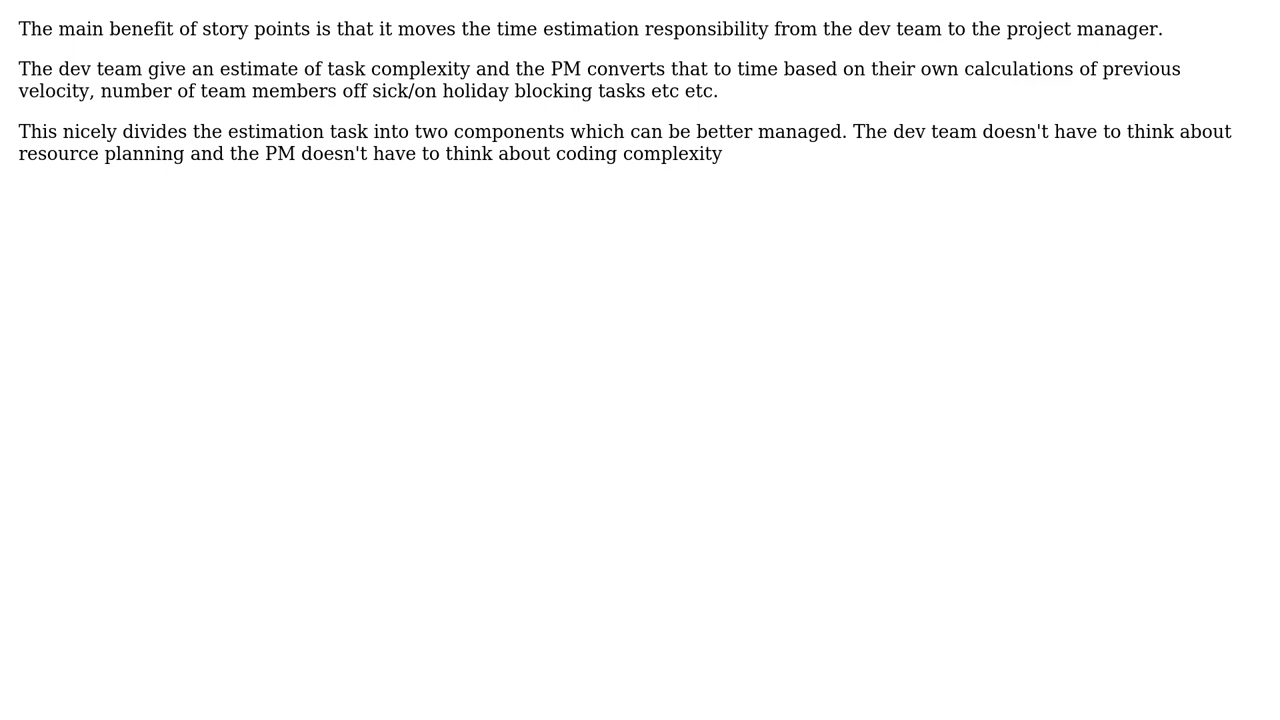 The main benefit of story points is that it moves the time estimation responsibility from the dev team to the project manager.
The dev team give an estimate of task complexity and the PM converts that to time based on their own calculations of previous
velocity, number of team members off sick/on holiday blocking tasks etc etc.
This nicely divides the estimation task into two components which can be better managed. The dev team doesn't have to think about
resource planning and the PM doesn't have to think about coding complexity